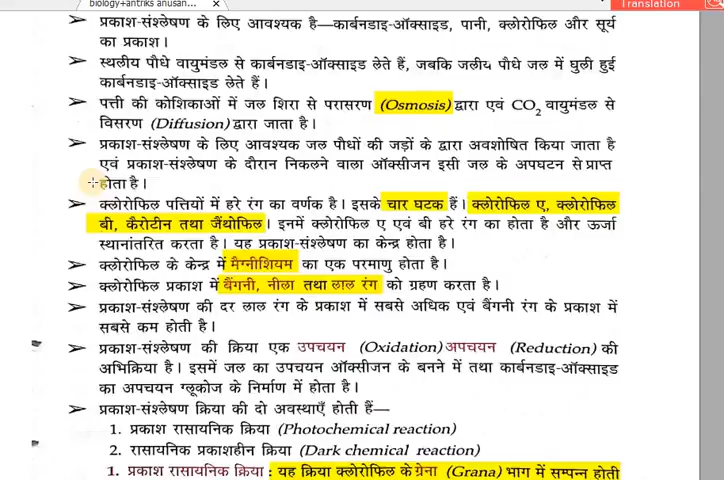 biology+antriks anusan... ×
Translation
➢ प्रकाश-संश्लेषण के लिए आवश्यक है—कार्बनडाइ-ऑक्साइड, पानी, क्लोरोफिल और सूर्य
का प्रकाश।
➢ स्थलीय पौधे वायुमंडल से कार्बनडाइ-ऑक्साइड लेते हैं, जबकि जलीय पौधे जल में घुली हुई
कार्बनडाइ-ऑक्साइड लेते हैं।
➢ पत्ती की कोशिकाओं में जल शिरा से परासरण (Osmosis) द्वारा एवं CO₂ वायुमंडल से
विसरण (Diffusion) द्वारा जाता है।
➢ प्रकाश-संश्लेषण के लिए आवश्यक जल पौधों की जड़ों के द्वारा अवशोषित किया जाता है
एवं प्रकाश-संश्लेषण के दौरान निकलने वाला ऑक्सीजन इसी जल के अपघटन से प्राप्त
होता है।
➢ क्लोरोफिल पत्तियों में हरे रंग का वर्णक है। इसके चार घटक हैं। क्लोरोफिल ए, क्लोरोफिल
बी, कैरोटीन तथा जैंथोफिल। इनमें क्लोरोफिल ए एवं बी हरे रंग का होता है और ऊर्जा
स्थानांतरित करता है। यह प्रकाश-संश्लेषण का केन्द्र होता है।
➢ क्लोरोफिल के केन्द्र में मैग्नीशियम का एक परमाणु होता है।
➢ क्लोरोफिल प्रकाश में बैंगनी, नीला तथा लाल रंग को ग्रहण करता है।
➢ प्रकाश-संश्लेषण की दर लाल रंग के प्रकाश में सबसे अधिक एवं बैंगनी रंग के प्रकाश में
सबसे कम होती है।
➢ प्रकाश-संश्लेषण की क्रिया एक उपचयन (Oxidation) अपचयन (Reduction) की
अभिक्रिया है। इसमें जल का उपचयन ऑक्सीजन के बनने में तथा कार्बनडाइ-ऑक्साइड
का अपचयन ग्लूकोज के निर्माण में होता है।
➢ प्रकाश-संश्लेषण क्रिया की दो अवस्थाएँ होती हैं—
1. प्रकाश रासायनिक क्रिया (Photochemical reaction)
2. रासायनिक प्रकाशहीन क्रिया (Dark chemical reaction)
1. प्रकाश रासायनिक क्रिया : यह क्रिया क्लोरोफिल के ग्रेना (Grana) भाग में सम्पन्न होती